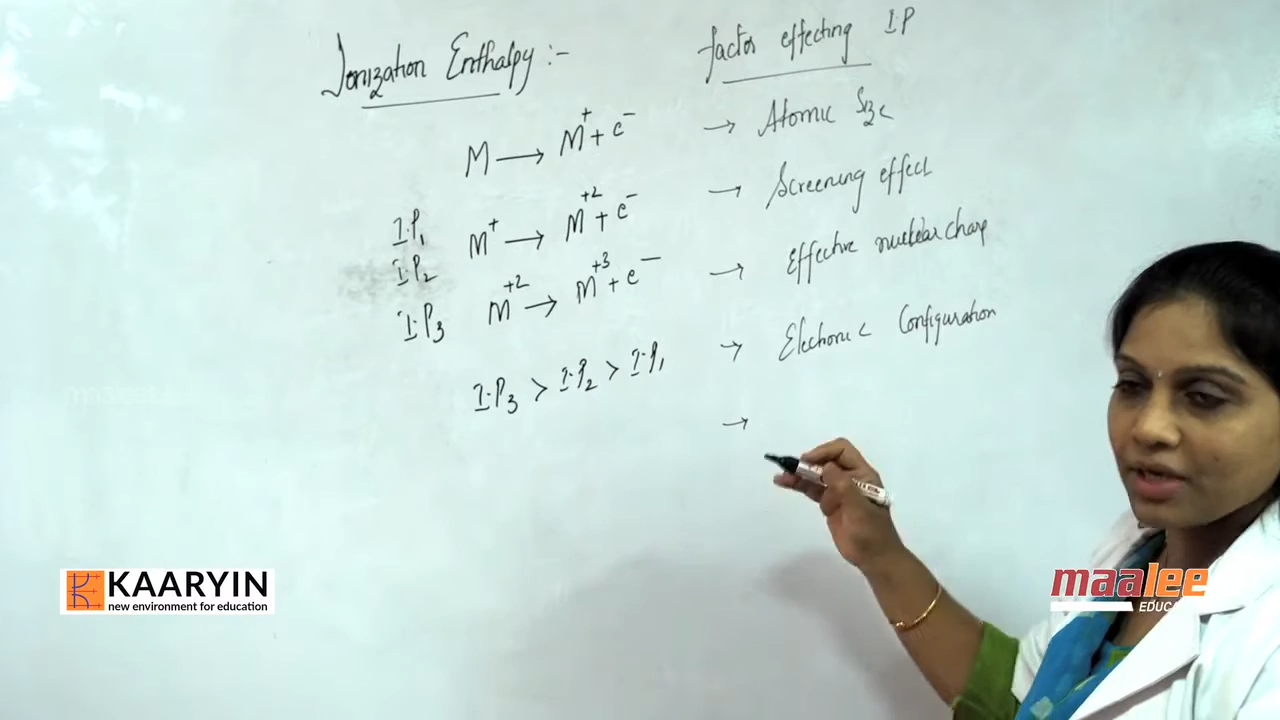 Ionization Enthalpy :-
M → M⁺ + e⁻
I.P₁ M⁺ → M⁺² + e⁻
I.P₂
I.P₃ M⁺² → M⁺³ + e⁻
I.P₃ > I.P₂ > I.P₁
factor effecting I.P
→ Atomic Size
→ Screening effect
→ Effective nuclear charge
→ Electronic Configuration
→
KAARYIN
new environment for education
maalee